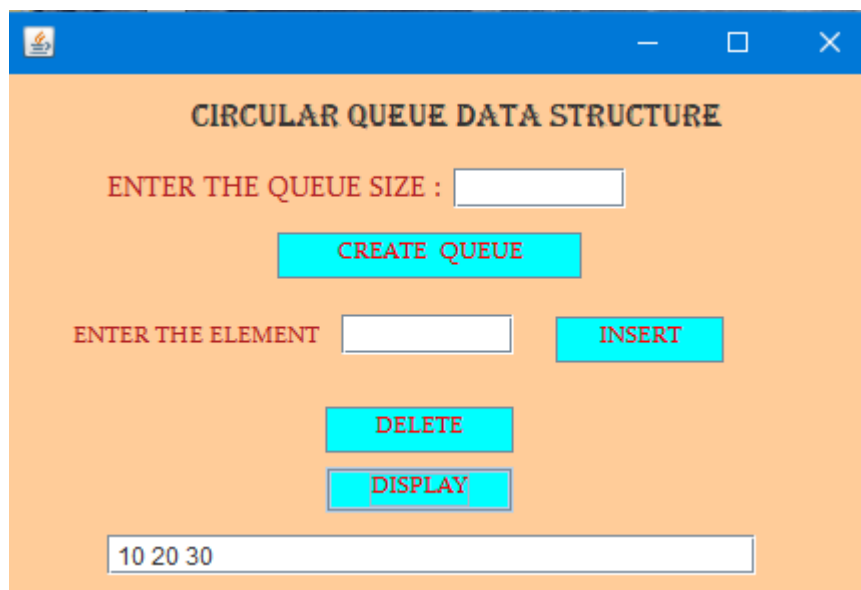 CIRCULAR QUEUE DATA STRUCTURE
ENTER THE QUEUE SIZE :
CREATE QUEUE
ENTER THE ELEMENT INSERT
DELETE
DISPLAY
10 20 30